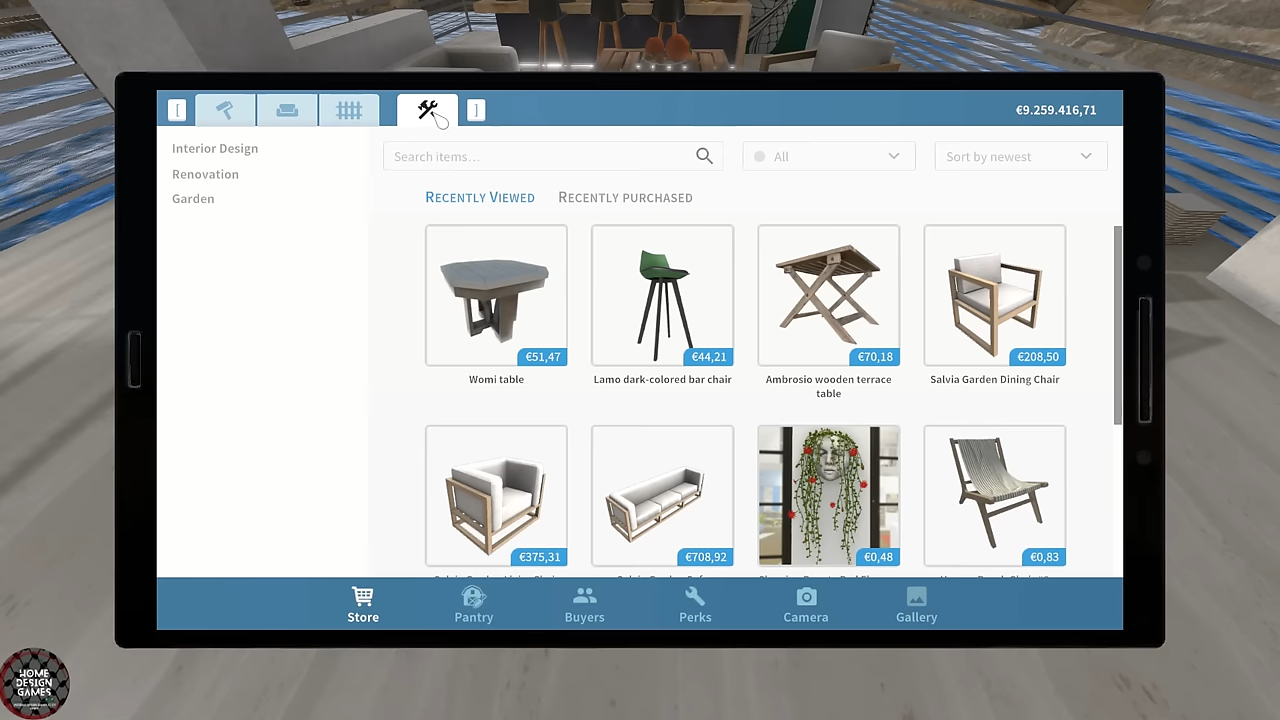 [
]
€9.259.416,71
Interior Design
Renovation
Garden
Search items...
All
Sort by newest
Recently Viewed
Recently purchased
€51,47
€44,21
€70,18
€208,50
Womi table
Lamo dark-colored bar chair
Ambrosio wooden terrace
table
Salvia Garden Dining Chair
€375,31
€708,92
€0,48
€0,83
Store
Pantry
Buyers
Perks
Camera
Gallery
HOME
DESIGN
GAMES